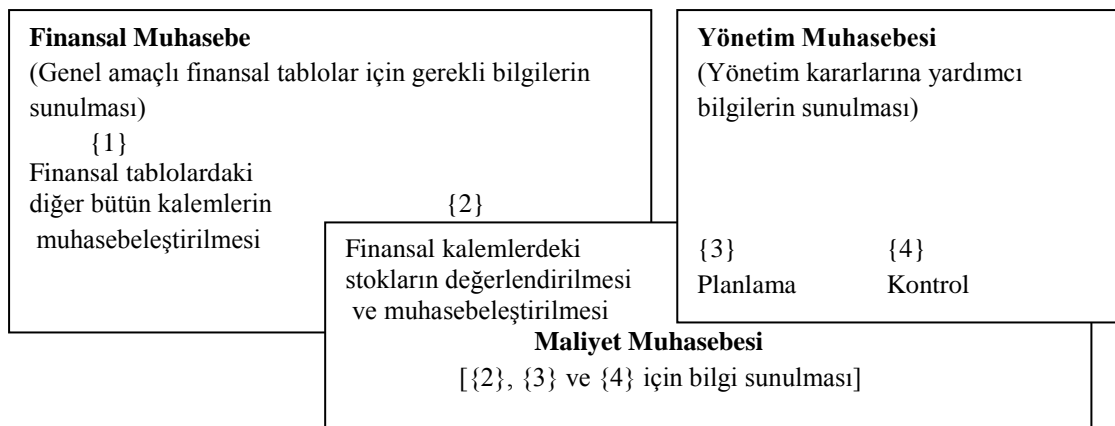 Finansal Muhasebe
(Genel amaçlı finansal tablolar için gerekli bilgilerin
sunulması)
{1}
Finansal tablolardaki
diğer bütün kalemlerin
muhasebeleştirilmesi
{2}
Finansal kalemlerdeki
stokların değerlendirilmesi
ve muhasebeleştirilmesi
Yönetim Muhasebesi
(Yönetim kararlarına yardımcı
bilgilerin sunulması)
{3} {4}
Planlama Kontrol
Maliyet Muhasebesi
[{2}, {3} ve {4} için bilgi sunulması]